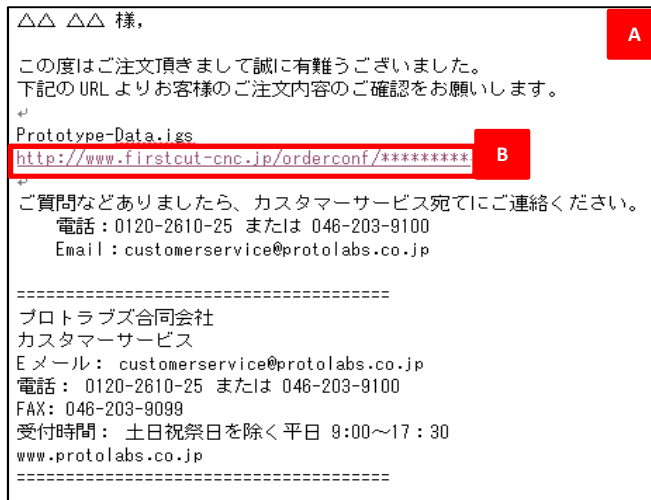 △△ △△ 様,
A
この度はご注文頂きまして誠に有難うございました。
下記の URL よりお客様のご注文内容のご確認をお願いします。
↵
Prototype-Data.igs
http://www.firstcut-cnc.jp/orderconf/*********
B
↵
ご質問などありましたら、カスタマーサービス宛てにご連絡ください。
電話：0120-2610-25 または 046-203-9100
Email：customerservice@protolabs.co.jp
=======================================
プロトラブズ合同会社
カスタマーサービス
E メール： customerservice@protolabs.co.jp
電話： 0120-2610-25 または 046-203-9100
FAX: 046-203-9099
受付時間： 土日祝祭日を除く平日 9:00～17：30
www.protolabs.co.jp
=======================================